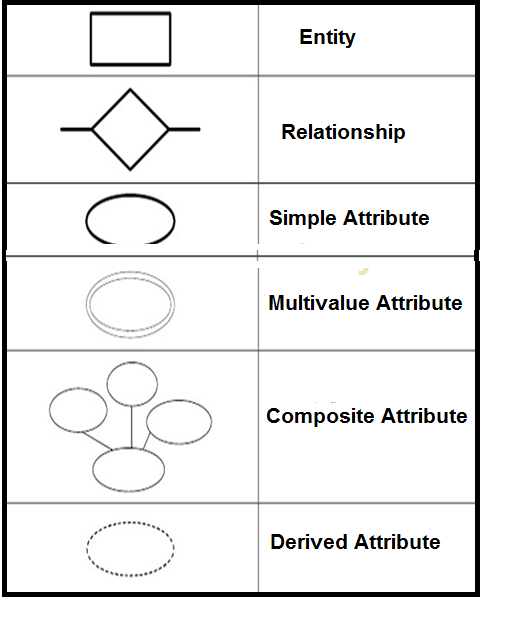 Entity
Relationship
Simple Attribute
Multivalue Attribute
Composite Attribute
Derived Attribute